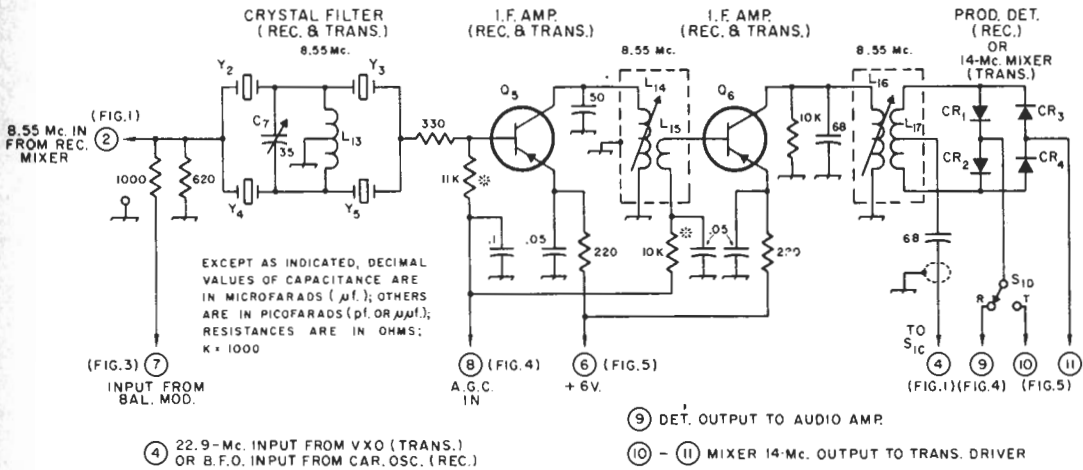 CRYSTAL FILTER
(REC. & TRANS.)
8.55 Mc.
I.F. AMP.
(REC. & TRANS.)
8.55 Mc.
I.F. AMP.
(REC. & TRANS.)
8.55 Mc.
PROD. DET.
(REC.)
OR
14-Mc. MIXER
(TRANS.)
Y2
Y3
Y4
Y5
C7
35
L13
(FIG.1)
8.55 Mc. IN
FROM REC.
MIXER
2
1000
620
330
11K ※
Q5
50
L14
L15
Q6
10K
68
L16
L17
CR1
CR2
CR3
CR4
.1
.05
220
10K ※
.05
68
S1D
R
T
EXCEPT AS INDICATED, DECIMAL
VALUES OF CAPACITANCE ARE
IN MICROFARADS (μf.); OTHERS
ARE IN PICOFARADS (pf. OR μμf.);
RESISTANCES ARE IN OHMS;
K = 1000
(FIG.3) 7
INPUT FROM
BAL. MOD.
8 (FIG.4)
A.G.C.
IN
6 (FIG.5)
+6V.
TO
S1C
4 9 10 11
(FIG.1) (FIG.4) (FIG.5)
4 22.9-Mc. INPUT FROM VXO (TRANS.)
OR B.F.O. INPUT FROM CAR. OSC. (REC.)
9 DET. OUTPUT TO AUDIO AMP.
10 - 11 MIXER 14-Mc. OUTPUT TO TRANS. DRIVER